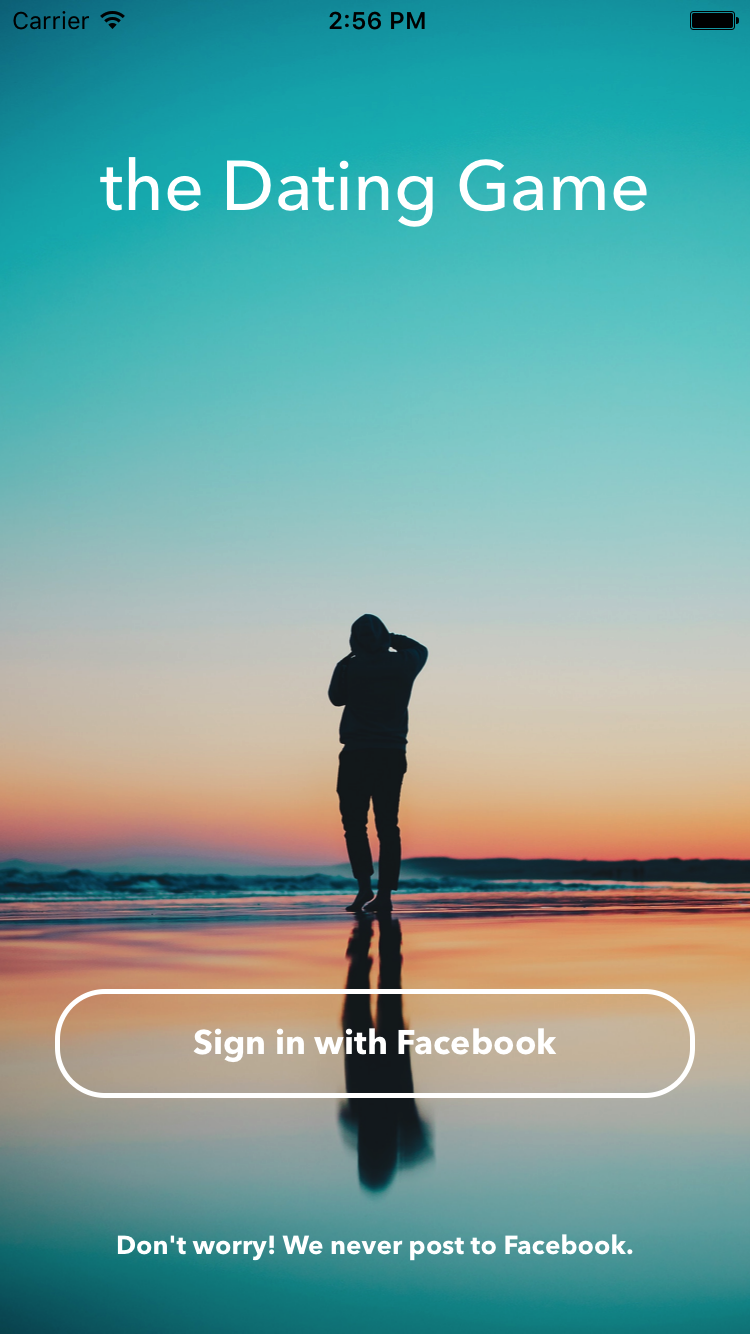 Carrier 2:56 PM
the Dating Game
Sign in with Facebook
Don't worry! We never post to Facebook.